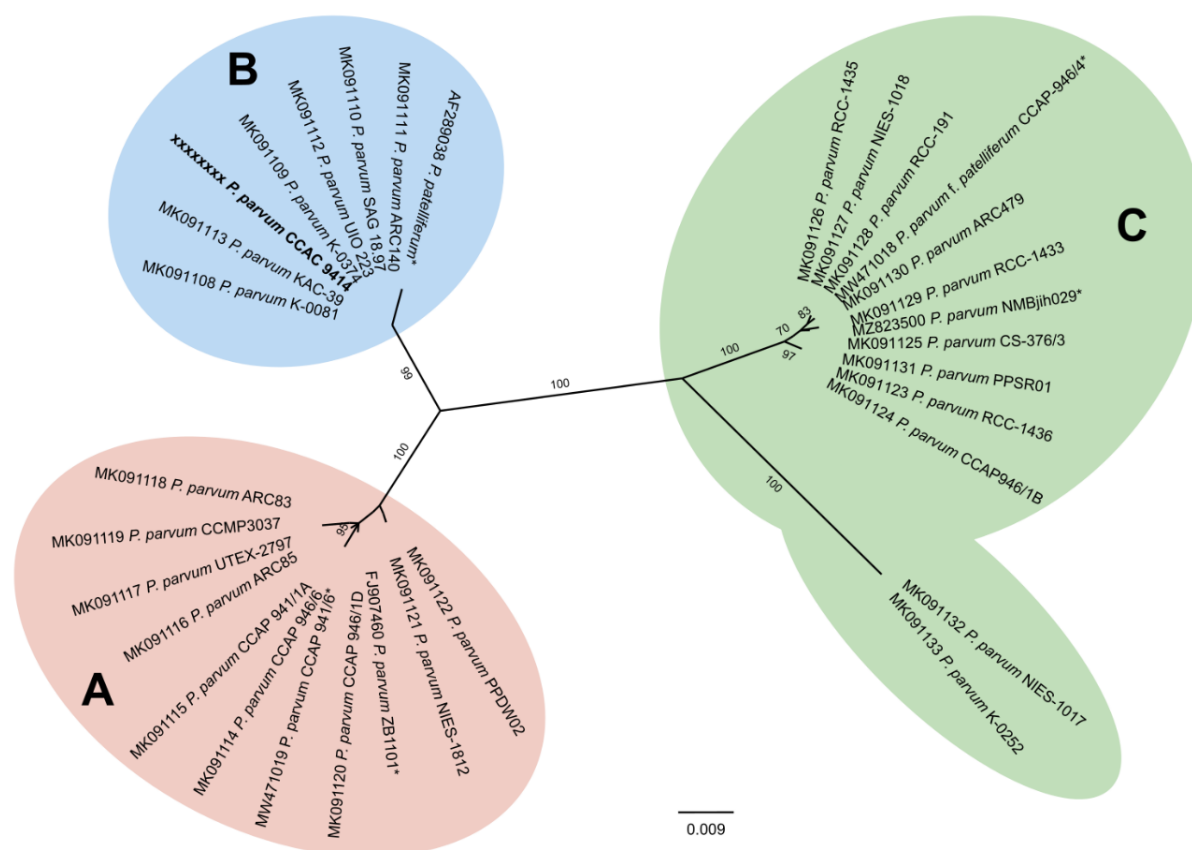 B
MK091108 P. parvum K-0081
MK091113 P. parvum KAC-39
xxxxxxxx P. parvum CCAC 9414
MK091109 P. parvum K-0374
MK091112 P. parvum UIO 223
MK091110 P. parvum SAG 18.97
MK091111 P. parvum ARC140
AF289038 P. patelliferum*
99
100
100
C
MK091126 P. parvum RCC-1435
MK091127 P. parvum NIES-1018
MK091128 P. parvum RCC-191
MW471018 P. parvum f. patelliferum CCAP-946/4*
MK091130 P. parvum ARC479
MK091129 P. parvum RCC-1433
MZ823500 P. parvum NMBjih029*
MK091125 P. parvum CS-376/3
MK091131 P. parvum PPSR01
MK091123 P. parvum RCC-1436
MK091124 P. parvum CCAP946/1B
83
70
97
100
100
MK091132 P. parvum NIES-1017
MK091133 P. parvum K-0252
A
MK091118 P. parvum ARC83
MK091119 P. parvum CCMP3037
MK091117 P. parvum UTEX-2797
MK091116 P. parvum ARC85
MK091115 P. parvum CCAP 941/1A
MK091114 P. parvum CCAP 946/6
MW471019 P. parvum CCAP 941/6*
MK091120 P. parvum CCAP 946/1D
FJ907460 P. parvum ZB1101*
MK091121 P. parvum NIES-1812
MK091122 P. parvum PPDW02
95
0.009